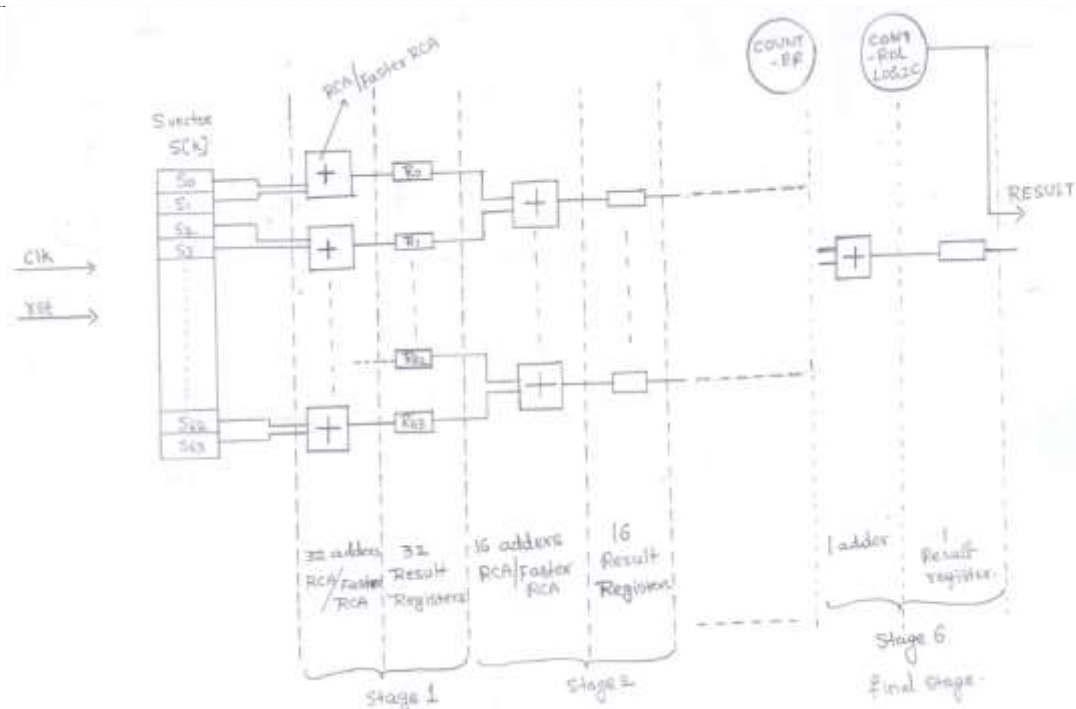 COUNT
-ER
CONT
-ROL
LOGIC
RCA/Faster RCA
S vector
S[k]
S0
S1
S2
S3
S62
S63
Clk
rst
+
+
+
+
+
+
R0
R1
R62
R63
RESULT
32 adders
RCA/Faster
RCA
32
Result
Registers
16 adders
RCA/Faster
RCA
16
Result
Registers
1 adder
1
Result
register.
Stage 1
Stage 2
Stage 6
final stage.